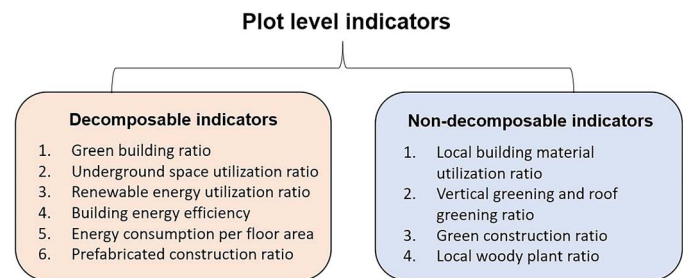 Plot level indicators
Decomposable indicators
1. Green building ratio
2. Underground space utilization ratio
3. Renewable energy utilization ratio
4. Building energy efficiency
5. Energy consumption per floor area
6. Prefabricated construction ratio
Non-decomposable indicators
1. Local building material
utilization ratio
2. Vertical greening and roof
greening ratio
3. Green construction ratio
4. Local woody plant ratio